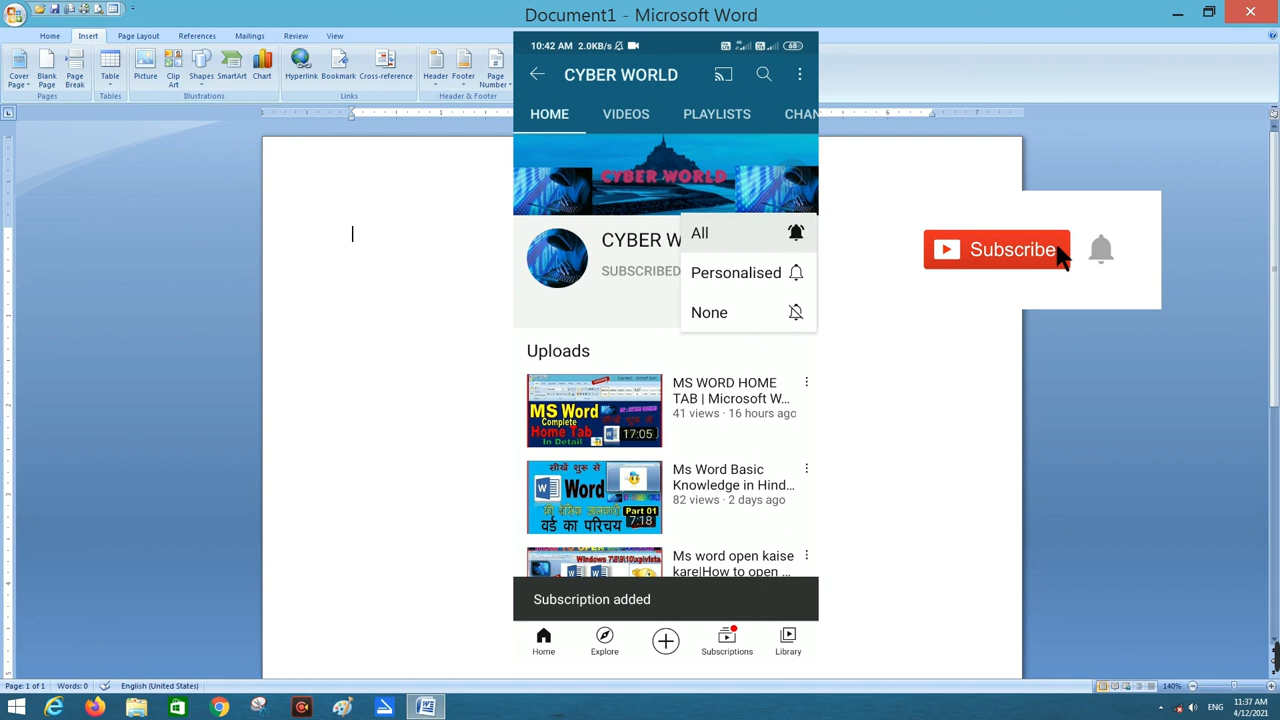 Document1 - Microsoft Word
Home
Insert
Page Layout
References
Mailings
Review
View
Cover Page
Blank Page
Page Break
Table
Picture
Clip Art
Shapes
SmartArt
Chart
Hyperlink
Bookmark
Cross-reference
Header
Footer
Page Number
Pages
Tables
Illustrations
Links
Header & Footer
10:42 AM 2.0KB/s
68
CYBER WORLD
HOME
VIDEOS
PLAYLISTS
CHAN
CYBER WORLD
CYBER W
SUBSCRIBED
All
Personalised
None
Subscribe
Uploads
MS Word
Complete
Home Tab
In Detail
17:05
MS WORD HOME
TAB | Microsoft W...
41 views · 16 hours ago
सीखें शुरू से
Word
की बेसिक जानकारी
वर्ड का परिचय
Part 01
7:18
Ms Word Basic
Knowledge in Hind...
82 views · 2 days ago
Ms word open kaise
kare|How to open ...
Subscription added
Home
Explore
Subscriptions
Library
Page: 1 of 1
Words: 0
English (United States)
140%
ENG
11:37 AM
4/12/2021